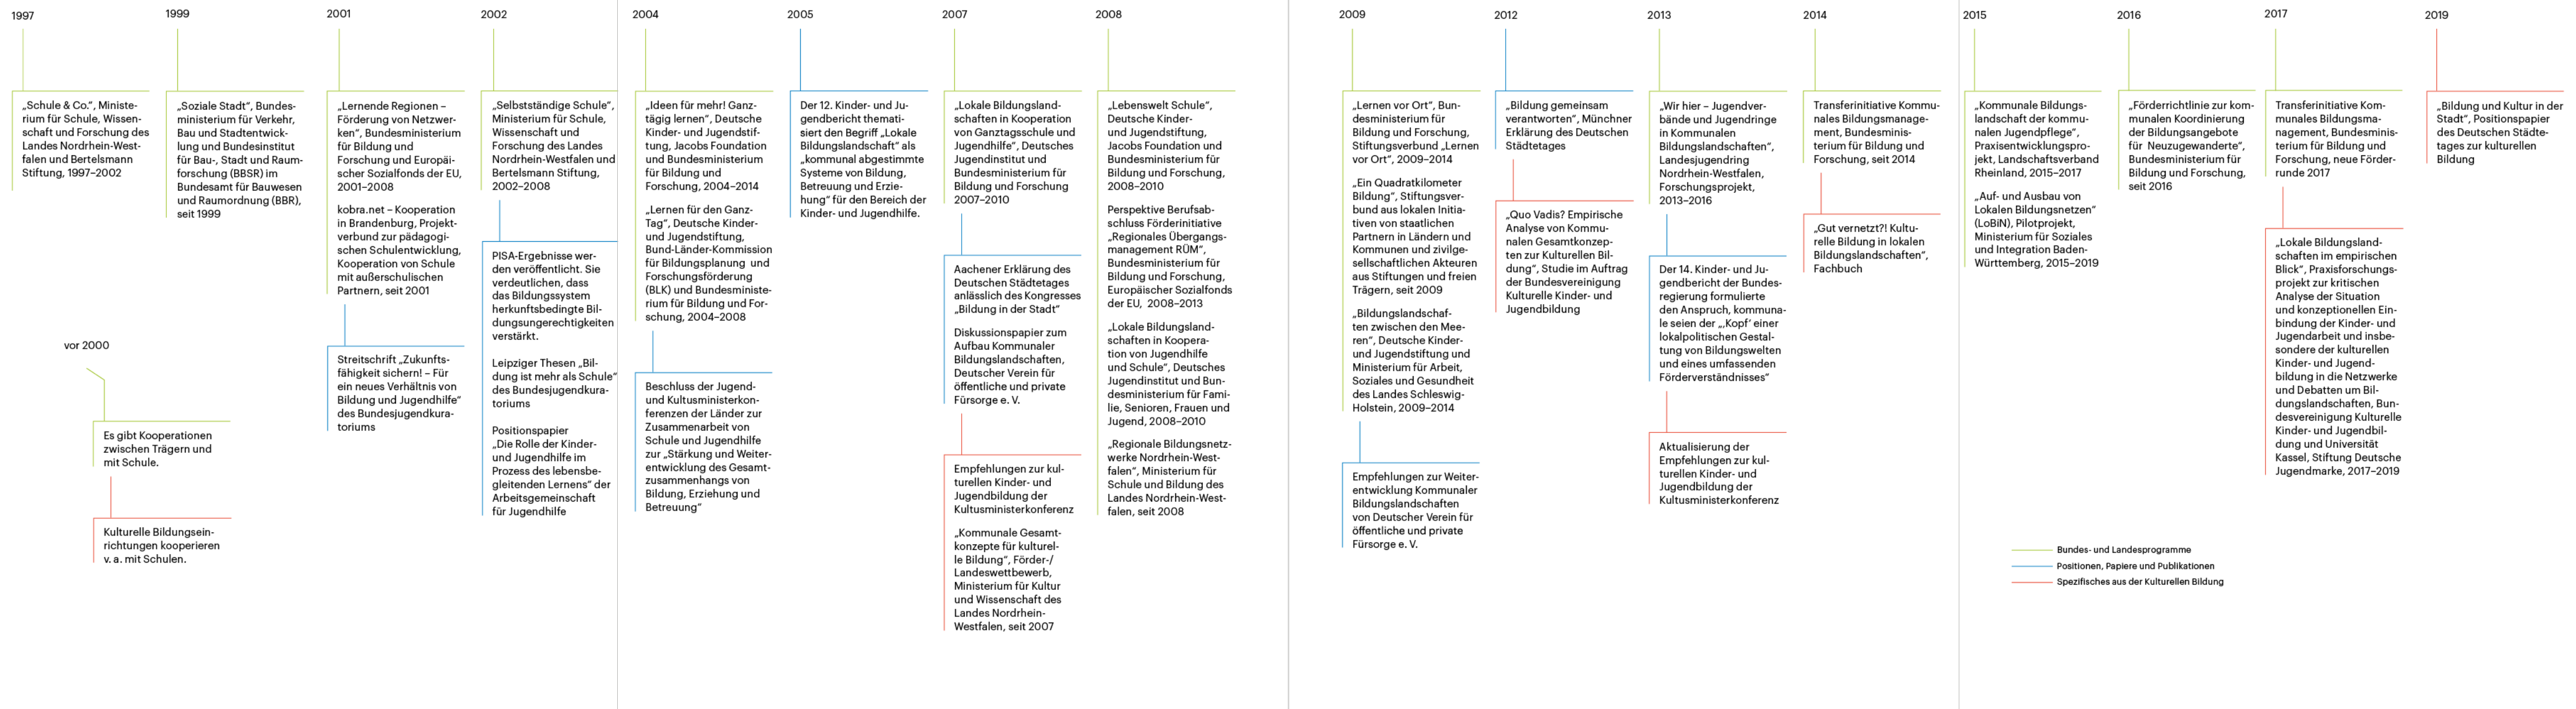 1997
„Schule & Co.“, Ministe-
rium für Schule, Wissen-
schaft und Forschung des
Landes Nordrhein-West-
falen und Bertelsmann
Stiftung, 1997–2002
vor 2000
Es gibt Kooperationen
zwischen Trägern und
mit Schule.
Kulturelle Bildungsein-
richtungen kooperieren
v. a. mit Schulen.
1999
„Soziale Stadt“, Bundes-
ministerium für Verkehr,
Bau und Stadtentwick-
lung und Bundesinstitut
für Bau-, Stadt und Raum-
forschung (BBSR) im
Bundesamt für Bauwesen
und Raumordnung (BBR),
seit 1999
2001
„Lernende Regionen –
Förderung von Netzwer-
ken“, Bundesministerium
für Bildung und
Forschung und Europäi-
scher Sozialfonds der EU,
2001–2008
kobra.net – Kooperation
in Brandenburg, Projekt-
verbund zur pädagogi-
schen Schulentwicklung,
Kooperation von Schule
mit außerschulischen
Partnern, seit 2001
Streitschrift „Zukunfts-
fähigkeit sichern! – Für
ein neues Verhältnis von
Bildung und Jugendhilfe“
des Bundesjugendkura-
toriums
2002
„Selbstständige Schule“,
Ministerium für Schule,
Wissenschaft und
Forschung des Landes
Nordrhein-Westfalen und
Bertelsmann Stiftung,
2002–2008
PISA-Ergebnisse wer-
den veröffentlicht. Sie
verdeutlichen, dass
das Bildungssystem
herkunftsbedingte Bil-
dungsungerechtigkeiten
verstärkt.
Leipziger Thesen „Bil-
dung ist mehr als Schule“
des Bundesjugendkura-
toriums
Positionspapier
„Die Rolle der Kinder-
und Jugendhilfe im
Prozess des lebensbe-
gleitenden Lernens“ der
Arbeitsgemeinschaft
für Jugendhilfe
2004
„Ideen für mehr! Ganz-
tägig lernen“, Deutsche
Kinder- und Jugendstif-
tung, Jacobs Foundation
und Bundesministerium
für Bildung und
Forschung, 2004–2014
„Lernen für den Ganz-
Tag“, Deutsche Kinder-
und Jugendstiftung,
Bund-Länder-Kommission
für Bildungsplanung und
Forschungsförderung
(BLK) und Bundesministe-
rium für Bildung und For-
schung, 2004–2008
Beschluss der Jugend-
und Kultusministerkon-
ferenzen der Länder zur
Zusammenarbeit von
Schule und Jugendhilfe
zur „Stärkung und Weiter-
entwicklung des Gesamt-
zusammenhangs von
Bildung, Erziehung und
Betreuung“
2005
Der 12. Kinder- und Ju-
gendbericht themati-
siert den Begriff „Lokale
Bildungslandschaft“ als
„kommunal abgestimmte
Systeme von Bildung,
Betreuung und Erzie-
hung“ für den Bereich der
Kinder- und Jugendhilfe.
2007
„Lokale Bildungsland-
schaften in Kooperation
von Ganztagsschule und
Jugendhilfe“, Deutsches
Jugendinstitut und
Bundesministerium für
Bildung und Forschung
2007–2010
Aachener Erklärung des
Deutschen Städtetages
anlässlich des Kongresses
„Bildung in der Stadt“
Diskussionspapier zum
Aufbau Kommunaler
Bildungslandschaften,
Deutscher Verein für
öffentliche und private
Fürsorge e. V.
Empfehlungen zur kul-
turellen Kinder- und
Jugendbildung der
Kultusministerkonferenz
„Kommunale Gesamt-
konzepte für kulturel-
le Bildung“, Förder-/
Landeswettbewerb,
Ministerium für Kultur
und Wissenschaft des
Landes Nordrhein-
Westfalen, seit 2007
2008
„Lebenswelt Schule“,
Deutsche Kinder-
und Jugendstiftung,
Jacobs Foundation und
Bundesministerium für
Bildung und Forschung,
2008–2010
Perspektive Berufsab-
schluss Förderinitiative
„Regionales Übergangs-
management RÜM“,
Bundesministerium für
Bildung und Forschung,
Europäischer Sozialfonds
der EU, 2008–2013
„Lokale Bildungsland-
schaften in Koopera-
tion von Jugendhilfe
und Schule“, Deutsches
Jugendinstitut und Bun-
desministerium für Fami-
lie, Senioren, Frauen und
Jugend, 2008–2010
„Regionale Bildungsnetz-
werke Nordrhein-West-
falen“, Ministerium für
Schule und Bildung des
Landes Nordrhein-West-
falen, seit 2008
2009
„Lernen vor Ort“, Bun-
desministerium für
Bildung und Forschung,
Stiftungsverbund „Lernen
vor Ort“, 2009–2014
„Ein Quadratkilometer
Bildung“, Stiftungsver-
bund aus lokalen Initia-
tiven von staatlichen
Partnern in Ländern und
Kommunen und zivilge-
sellschaftlichen Akteuren
aus Stiftungen und freien
Trägern, seit 2009
„Bildungslandschaf-
ten zwischen den Mee-
ren“, Deutsche Kinder-
und Jugendstiftung und
Ministerium für Arbeit,
Soziales und Gesundheit
des Landes Schleswig-
Holstein, 2009–2014
Empfehlungen zur Weiter-
entwicklung Kommunaler
Bildungslandschaften
von Deutscher Verein für
öffentliche und private
Fürsorge e. V.
2012
„Bildung gemeinsam
verantworten“, Münchner
Erklärung des Deutschen
Städtetages
„Quo Vadis? Empirische
Analyse von Kommu-
nalen Gesamtkonzep-
ten zur Kulturellen Bil-
dung“, Studie im Auftrag
der Bundesvereinigung
Kulturelle Kinder- und
Jugendbildung
2013
„Wir hier – Jugendver-
bände und Jugendringe
in Kommunalen
Bildungslandschaften“,
Landesjugendring
Nordrhein-Westfalen,
Forschungsprojekt,
2013–2016
Der 14. Kinder- und Ju-
gendbericht der Bundes-
regierung formulierte
den Anspruch, kommuna-
le seien der „‚Kopf‘ einer
lokalpolitischen Gestal-
tung von Bildungswelten
und eines umfassenden
Förderverständnisses“
Aktualisierung der
Empfehlungen zur kul-
turellen Kinder- und
Jugendbildung der
Kultusministerkonferenz
2014
Transferinitiative Kommu-
nales Bildungsmanage-
ment, Bundesminis-
terium für Bildung und
Forschung, seit 2014
„Gut vernetzt?! Kultu-
relle Bildung in lokalen
Bildungslandschaften“,
Fachbuch
2015
„Kommunale Bildungs-
landschaft der kommu-
nalen Jugendpflege“,
Praxisentwicklungspro-
jekt, Landschaftsverband
Rheinland, 2015–2017
„Auf- und Ausbau von
Lokalen Bildungsnetzen“
(LoBiN), Pilotprojekt,
Ministerium für Soziales
und Integration Baden-
Württemberg, 2015–2019
2016
„Förderrichtlinie zur kom-
munalen Koordinierung
der Bildungsangebote
für Neuzugewanderte“,
Bundesministerium für
Bildung und Forschung,
seit 2016
2017
Transferinitiative Kom-
munales Bildungsma-
nagement, Bundesminis-
terium für Bildung und
Forschung, neue Förder-
runde 2017
„Lokale Bildungsland-
schaften im empirischen
Blick“, Praxisforschungs-
projekt zur kritischen
Analyse der Situation
und konzeptionellen Ein-
bindung der Kinder- und
Jugendarbeit und insbe-
sondere der kulturellen
Kinder- und Jugend-
bildung in die Netzwerke
und Debatten um Bil-
dungslandschaften, Bun-
desvereinigung Kulturelle
Kinder- und Jugendbil-
dung und Universität
Kassel, Stiftung Deutsche
Jugendmarke, 2017–2019
2019
„Bildung und Kultur in der
Stadt“, Positionspapier
des Deutschen Städte-
tages zur kulturellen
Bildung
Bundes- und Landesprogramme
Positionen, Papiere und Publikationen
Spezifisches aus der Kulturellen Bildung